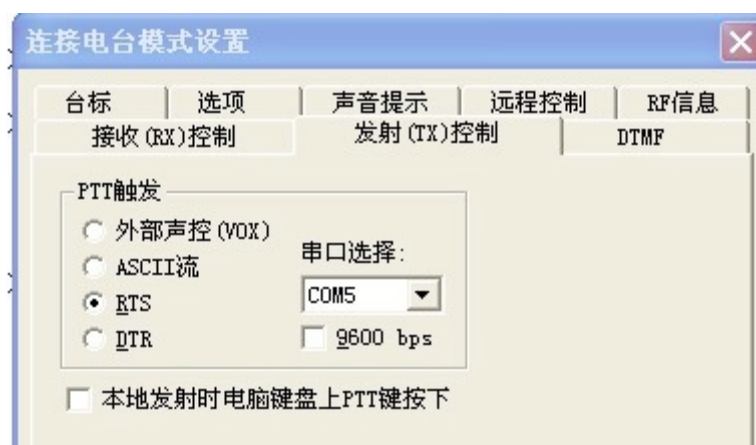 连接电台模式设置
台标 选项 声音提示 远程控制 RF信息
接收(RX)控制 发射(TX)控制 DTMF
PTT触发
外部声控(VOX)
串口选择:
ASCII流
COM5
RTS
DTR
9600 bps
本地发射时电脑键盘上PTT键按下